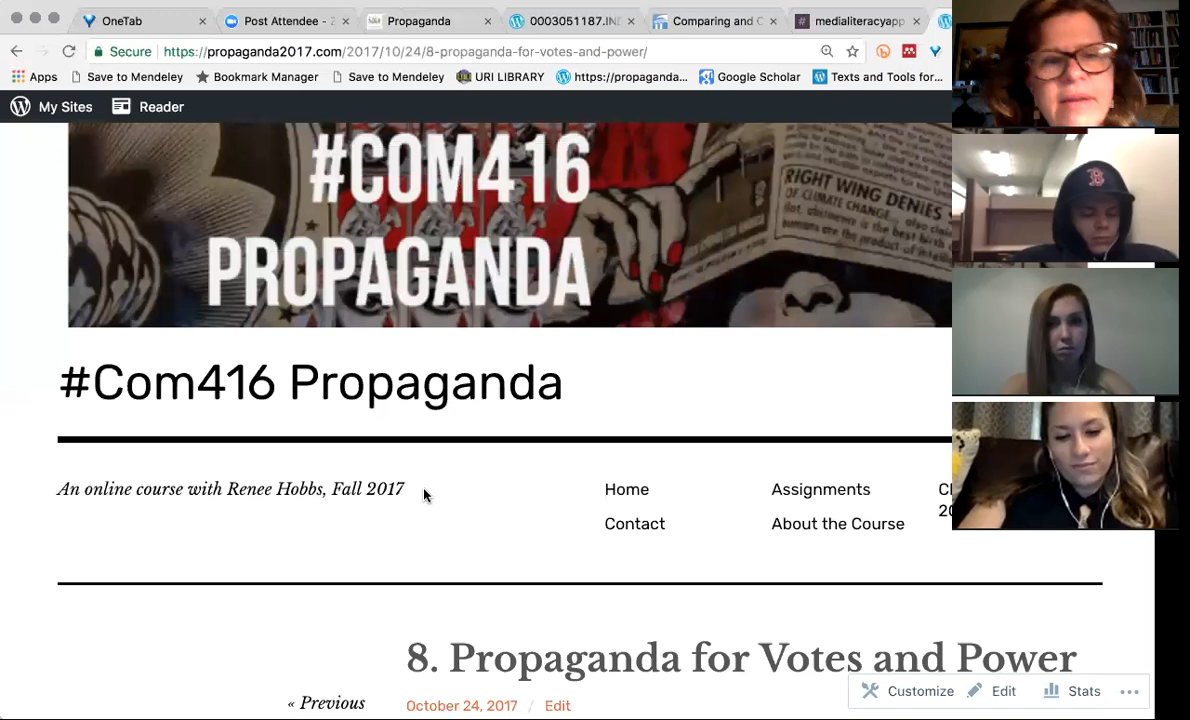 OneTab
Post Attendee - Z
Propaganda
0003051187.IN
Comparing and C
medialiteracyapp
Secure https://propaganda2017.com/2017/10/24/8-propaganda-for-votes-and-power/
Apps Save to Mendeley Bookmark Manager Save to Mendeley URI LIBRARY https://propaganda... Google Scholar Texts and Tools for...
My Sites Reader
#COM416
PROPAGANDA
RIGHT WING DENIES
OF CLIMATE CHANGE
B
#Com416 Propaganda
An online course with Renee Hobbs, Fall 2017
Home Assignments
Contact About the Course
8. Propaganda for Votes and Power
« Previous
October 24, 2017 / Edit
Customize Edit Stats ...